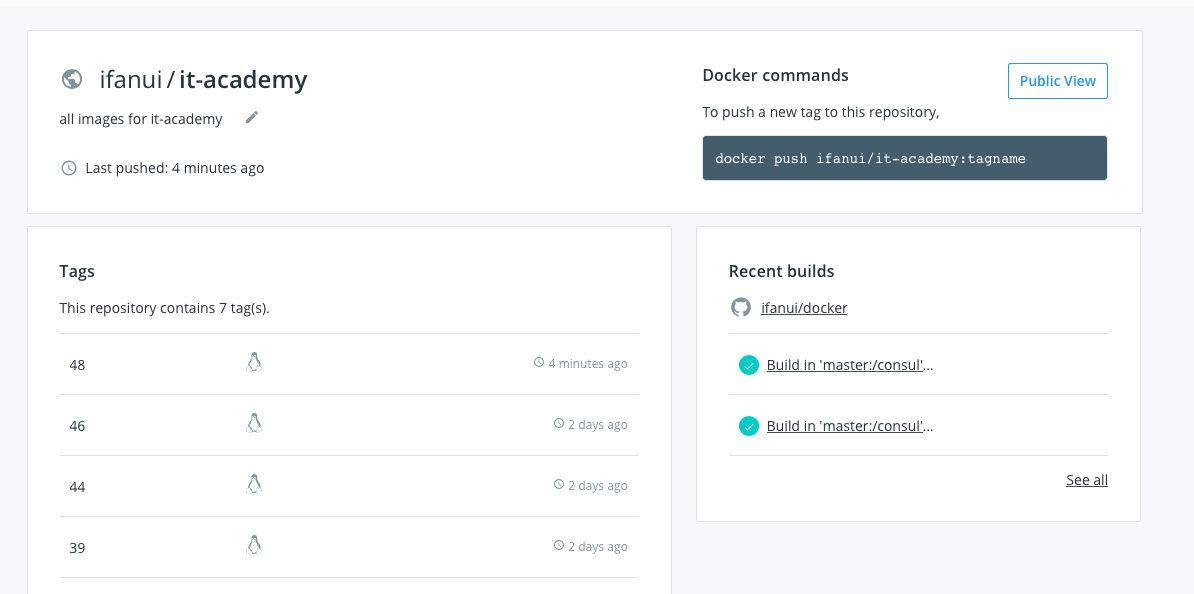 ifanui / it-academy
all images for it-academy
Last pushed: 4 minutes ago
Docker commands
Public View
To push a new tag to this repository,
docker push ifanui/it-academy:tagname
Tags
This repository contains 7 tag(s).
48 4 minutes ago
46 2 days ago
44 2 days ago
39 2 days ago
Recent builds
ifanui/docker
Build in 'master:/consul'...
Build in 'master:/consul'...
See all